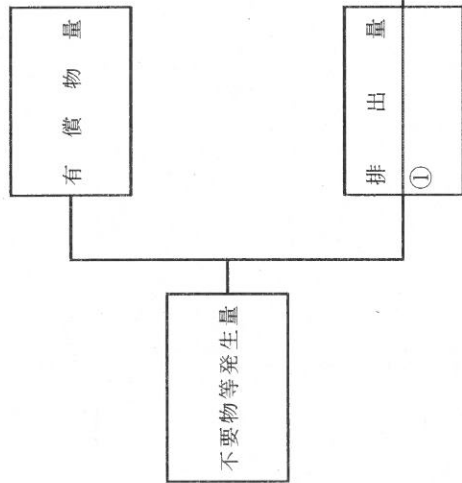 不要物等発生量
有償物量
排出量
①